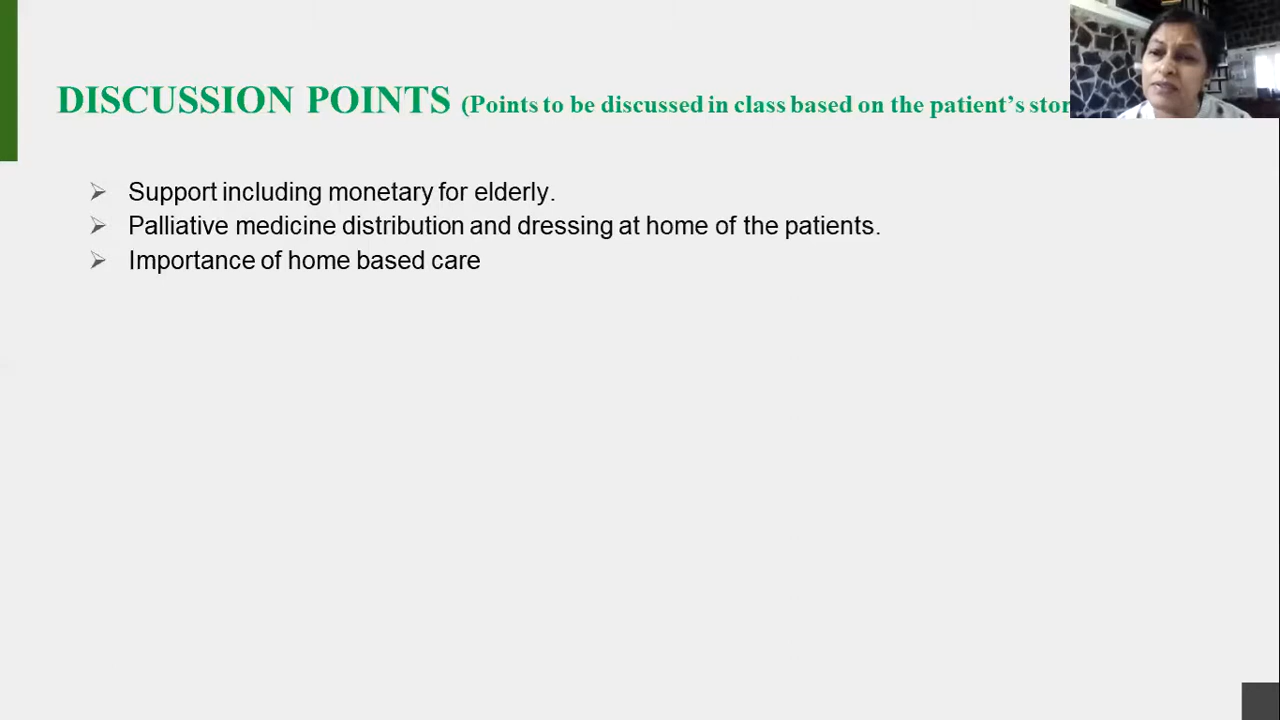 DISCUSSION POINTS (Points to be discussed in class based on the patient's
Support including monetary for elderly.
Palliative medicine distribution and dressing at home of the patients.
Importance of home based care